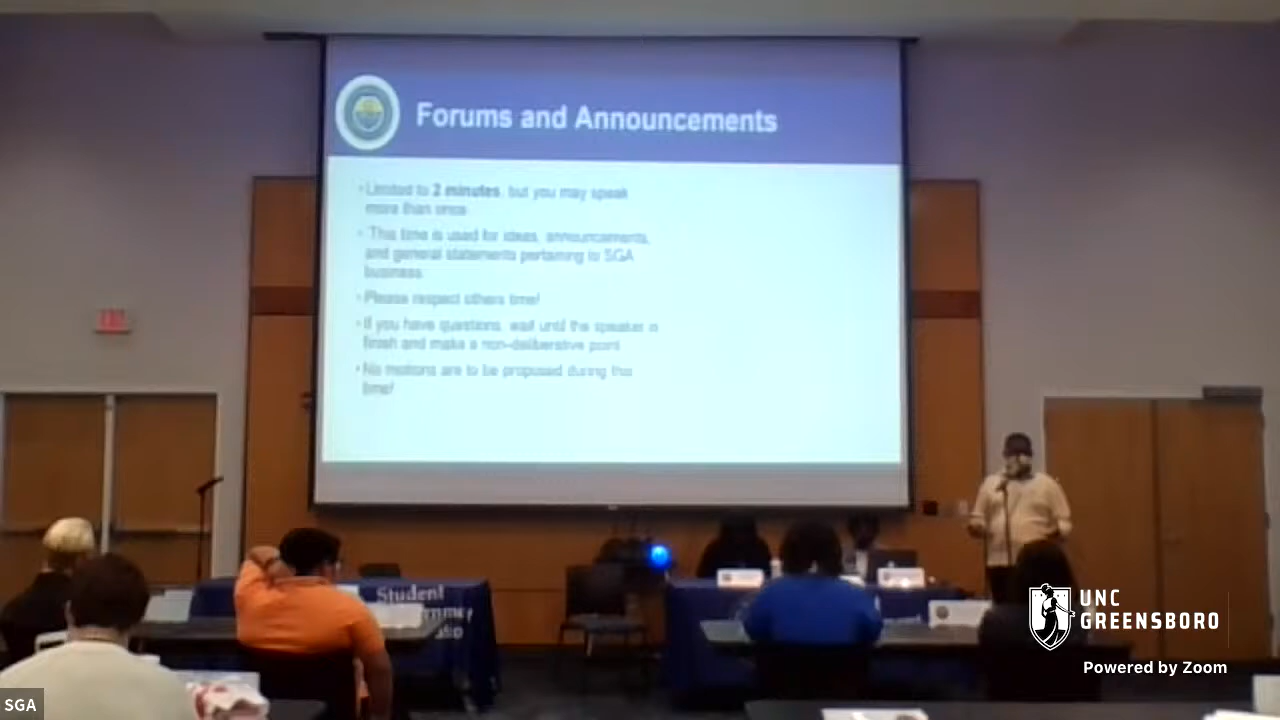 Forums and Announcements
Limited to 2 minutes, but you may speak
more than once
This time is used for ideas, announcements,
and general statements pertaining to SGA
business
Please respect others time!
If you have questions, wait until the speaker is
finish and make a non-deliberative point
No motions are to be proposed during this
time!
Student
UNC
GREENSBORO
Powered by Zoom
SGA